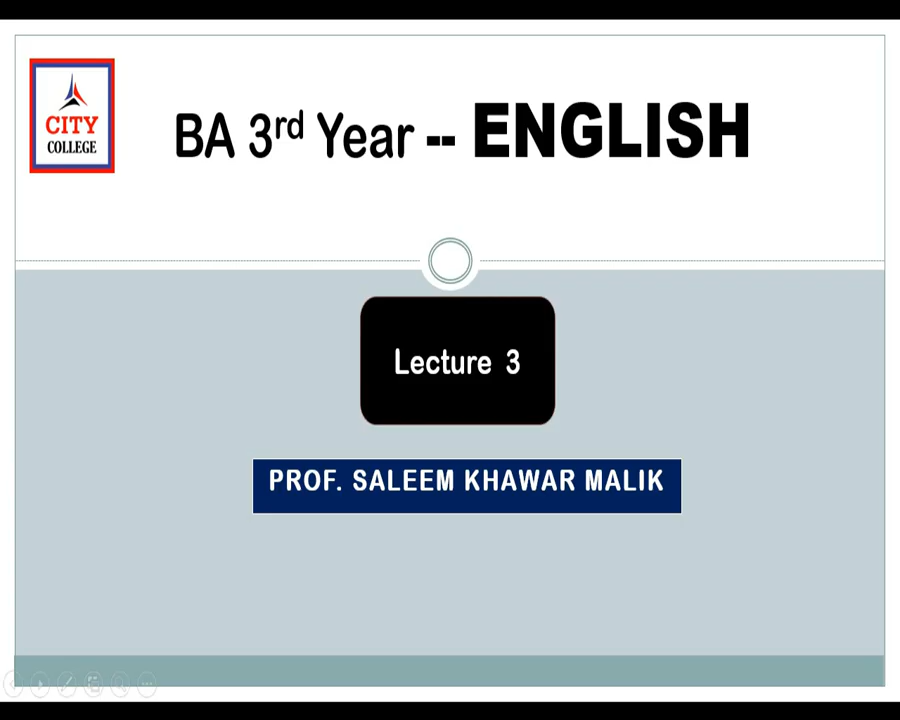 CITY
COLLEGE
BA 3rd Year -- ENGLISH
Lecture 3
PROF. SALEEM KHAWAR MALIK